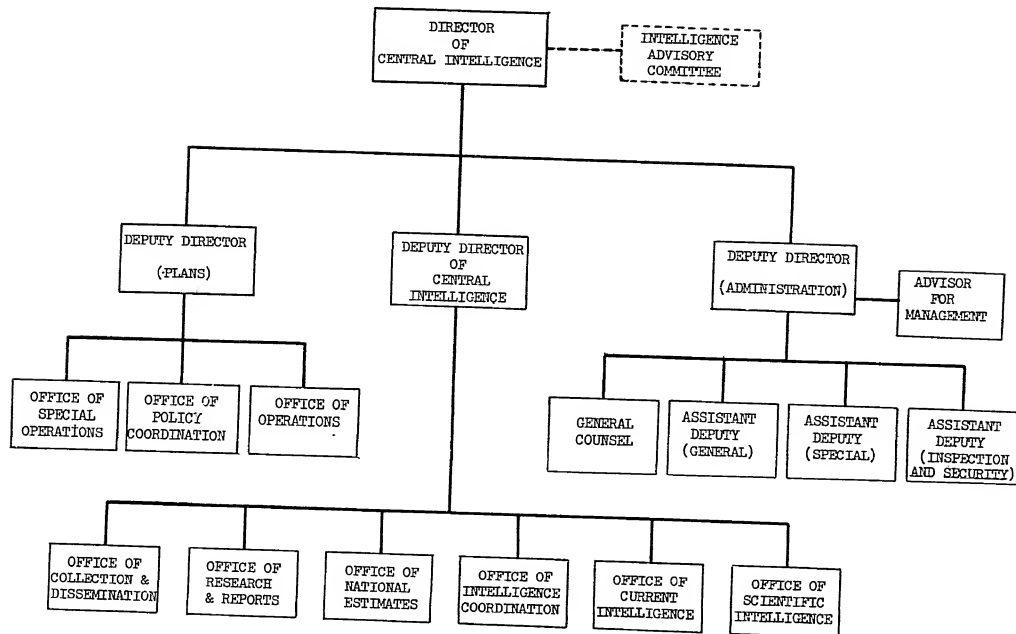 DIRECTOR
OF
CENTRAL INTELLIGENCE
INTELLIGENCE
ADVISORY
COMMITTEE
DEPUTY DIRECTOR
(PLANS)
DEPUTY DIRECTOR
OF
CENTRAL
INTELLIGENCE
DEPUTY DIRECTOR
(ADMINISTRATION)
ADVISOR
FOR
MANAGEMENT
OFFICE OF
SPECIAL
OPERATIONS
OFFICE OF
POLICY
COORDINATION
OFFICE OF
OPERATIONS
GENERAL
COUNSEL
ASSISTANT
DEPUTY
(GENERAL)
ASSISTANT
DEPUTY
(SPECIAL)
ASSISTANT
DEPUTY
(INSPECTION
AND SECURITY)
OFFICE OF
COLLECTION &
DISSEMINATION
OFFICE OF
RESEARCH
& REPORTS
OFFICE OF
NATIONAL
ESTIMATES
OFFICE OF
INTELLIGENCE
COORDINATION
OFFICE OF
CURRENT
INTELLIGENCE
OFFICE OF
SCIENTIFIC
INTELLIGENCE